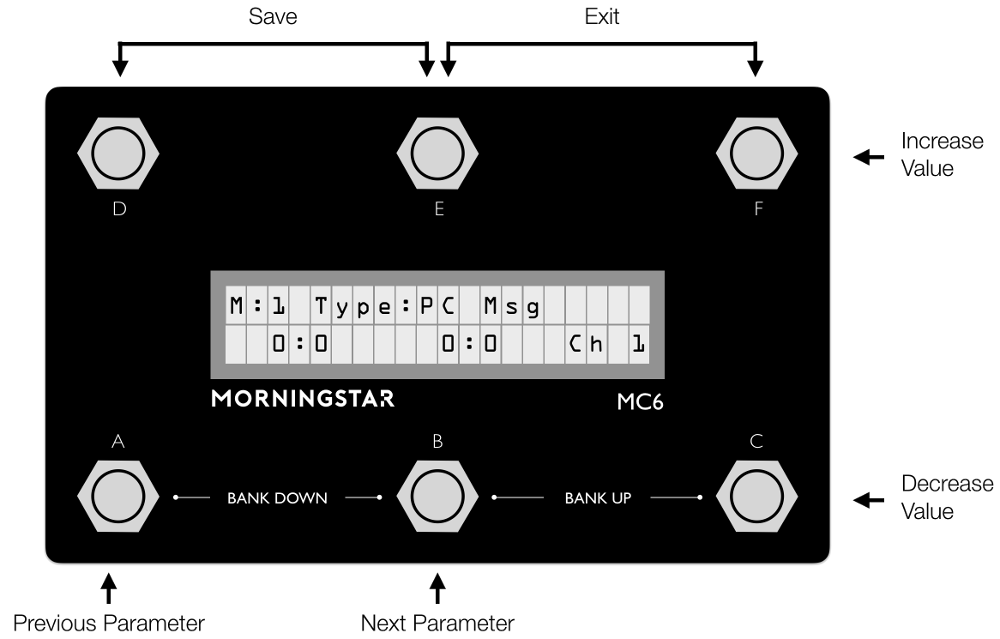 Save
Exit
Increase
Value
D
E
F
M:1 Type:PC Msg
0:0 0:0 Ch 1
MORNINGSTAR
MC6
A
B
C
BANK DOWN
BANK UP
Decrease
Value
Previous Parameter
Next Parameter